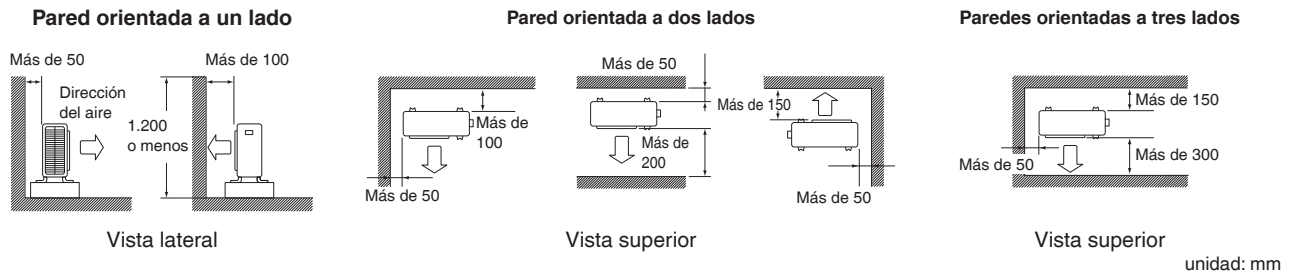 Pared orientada a un lado
Más de 50
Más de 100
Dirección
del aire
1.200
o menos
Vista lateral
Pared orientada a dos lados
Más de
100
Más de 50
Más de 50
Más de
200
Más de 150
Más de 50
Vista superior
Paredes orientadas a tres lados
Más de 150
Más de 50
Más de 300
Vista superior
unidad: mm